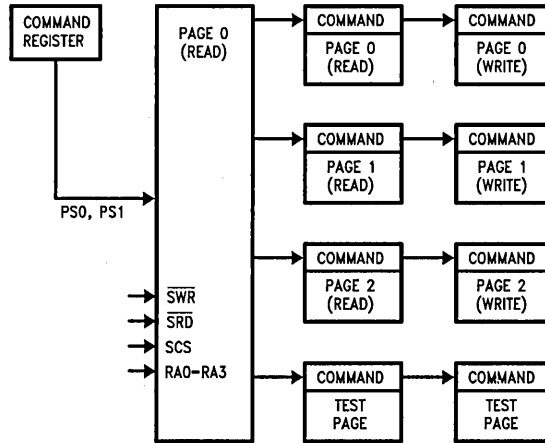 COMMAND
REGISTER
PS0, PS1
PAGE 0
(READ)
SWR
SRD
SCS
RA0-RA3
COMMAND
PAGE 0
(READ)
COMMAND
PAGE 0
(WRITE)
COMMAND
PAGE 1
(READ)
COMMAND
PAGE 1
(WRITE)
COMMAND
PAGE 2
(READ)
COMMAND
PAGE 2
(WRITE)
COMMAND
TEST
PAGE
COMMAND
TEST
PAGE